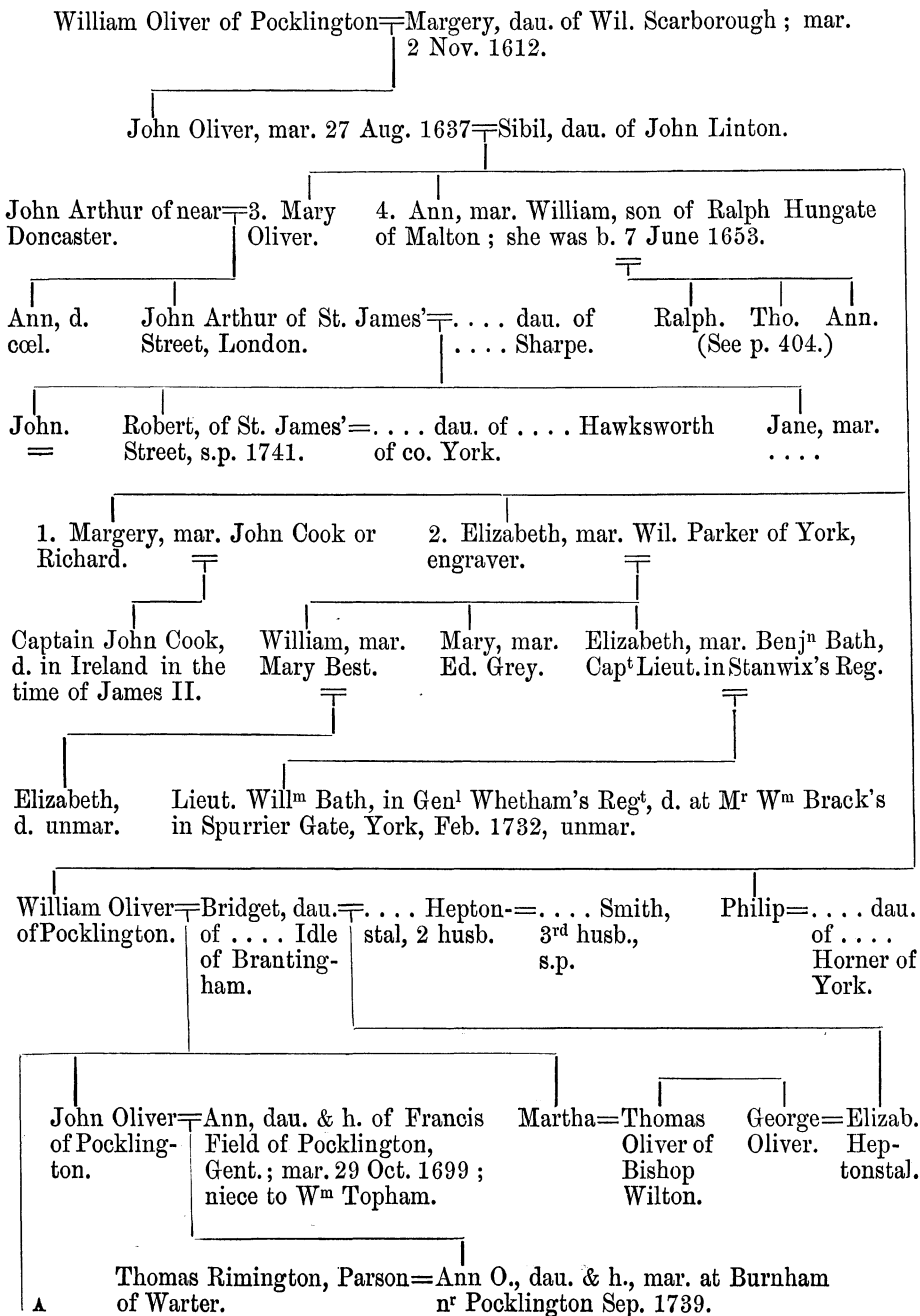 William Oliver of Pocklington=Margery, dau. of Wil. Scarborough ; mar.
2 Nov. 1612.
John Oliver, mar. 27 Aug. 1637=Sibil, dau. of John Linton.
John Arthur of near=3. Mary
Doncaster. Oliver.
4. Ann, mar. William, son of Ralph Hungate
of Malton ; she was b. 7 June 1653.
Ann, d.
cœl.
John Arthur of St. James'=. . . . dau. of
Street, London. . . . . Sharpe.
Ralph. Tho. Ann.
(See p. 404.)
John.
=
Robert, of St. James'=. . . . dau. of . . . . Hawksworth
Street, s.p. 1741. of co. York.
Jane, mar.
. . . .
1. Margery, mar. John Cook or
Richard.
2. Elizabeth, mar. Wil. Parker of York,
engraver.
Captain John Cook,
d. in Ireland in the
time of James II.
William, mar.
Mary Best.
Mary, mar.
Ed. Grey.
Elizabeth, mar. Benjⁿ Bath,
Capᵗ Lieut. in Stanwix's Reg.
Elizabeth,
d. unmar.
Lieut. Willᵐ Bath, in Genˡ Whetham's Regᵗ, d. at Mʳ Wᵐ Brack's
in Spurrier Gate, York, Feb. 1732, unmar.
William Oliver=Bridget, dau.=. . . . Hepton-=. . . . Smith,
of Pocklington. of . . . . Idle stal, 2 husb. 3ʳᵈ husb.,
of Branting- s.p.
ham.
Philip=. . . . dau.
of . . . .
Horner of
York.
John Oliver=Ann, dau. & h. of Francis
of Pockling- Field of Pocklington,
ton. Gent. ; mar. 29 Oct. 1699 ;
niece to Wᵐ Topham.
Martha=Thomas
Oliver of
Bishop
Wilton.
George=Elizab.
Oliver. Hep-
tonstal.
Thomas Rimington, Parson=Ann O., dau. & h., mar. at Burnham
A of Warter. nʳ Pocklington Sep. 1739.